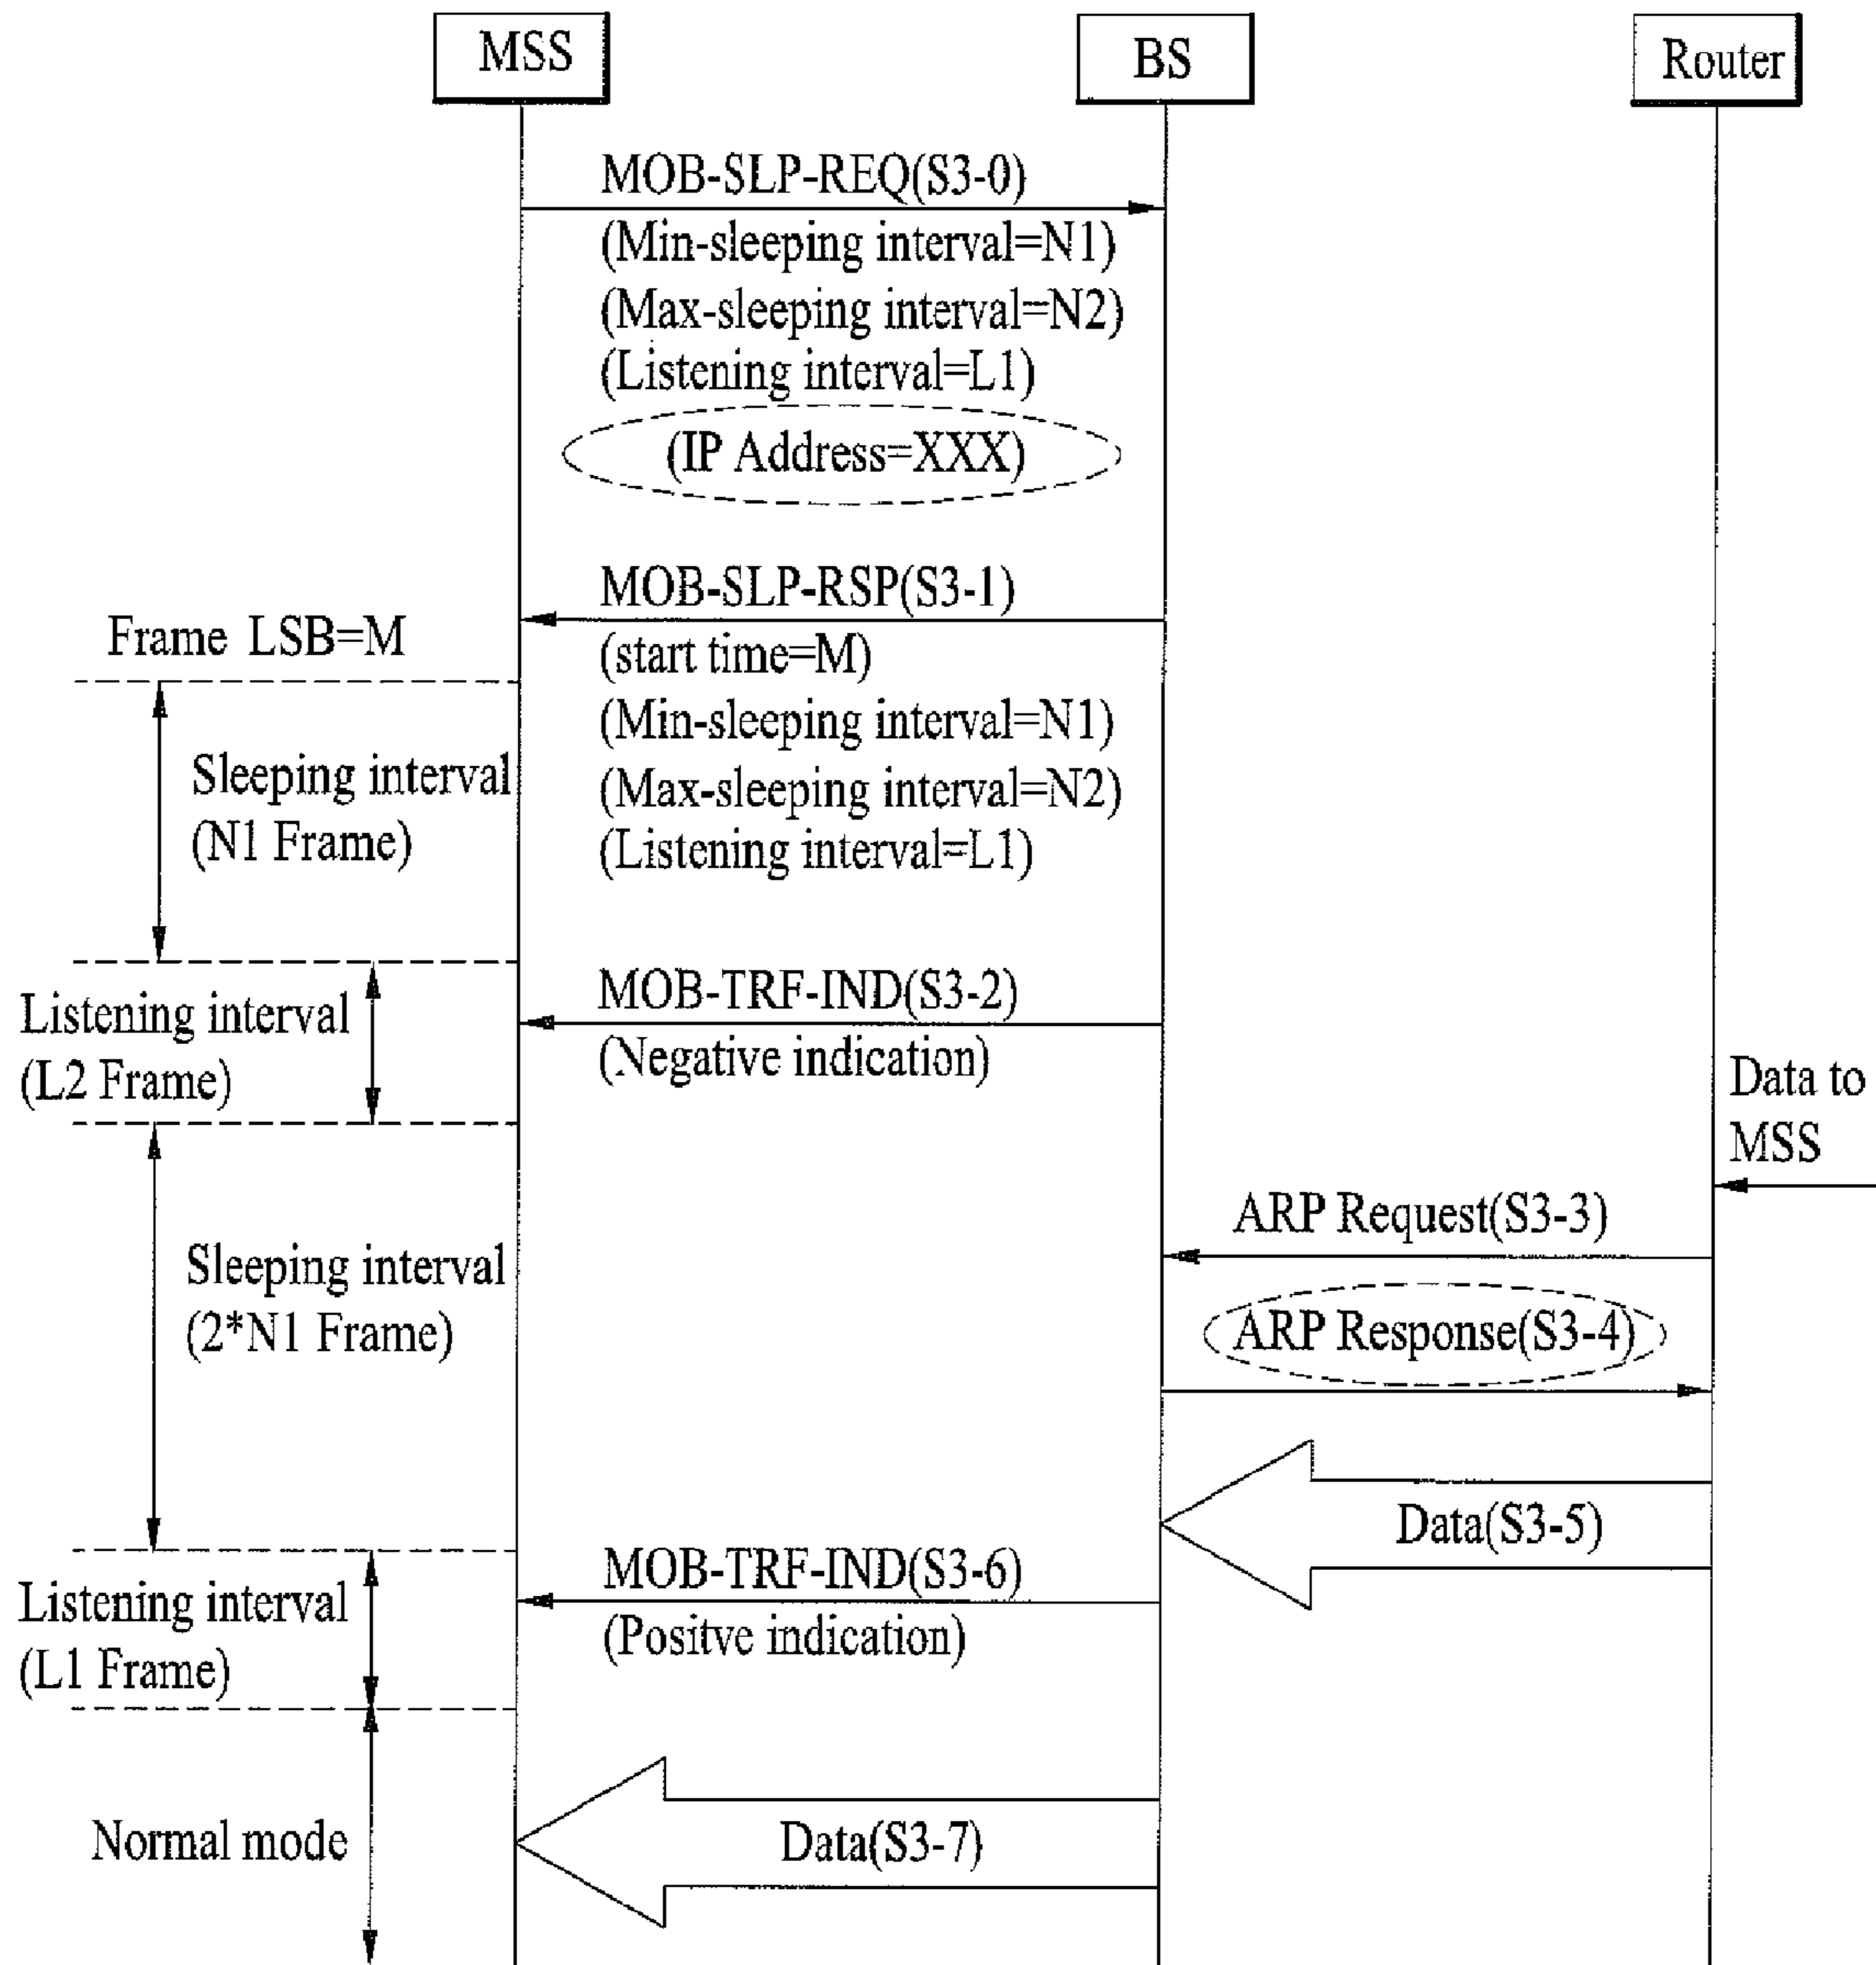 MSS
BS
Router
MOB-SLP-REQ(S3-0)
(Min-sleeping interval=N1)
(Max-sleeping interval=N2)
(Listening interval=L1)
(IP Address=XXX)
MOB-SLP-RSP(S3-1)
Frame LSB=M
(start time=M)
(Min-sleeping interval=N1)
Sleeping interval
(N1 Frame)
(Max-sleeping interval=N2)
(Listening interval=L1)
MOB-TRF-IND(S3-2)
(Negative indication)
Listening interval
(L2 Frame)
Data to
MSS
ARP Request(S3-3)
Sleeping interval
(2*N1 Frame)
ARP Response(S3-4)
Data(S3-5)
MOB-TRF-IND(S3-6)
(Positve indication)
Listening interval
(L1 Frame)
Normal mode
Data(S3-7)